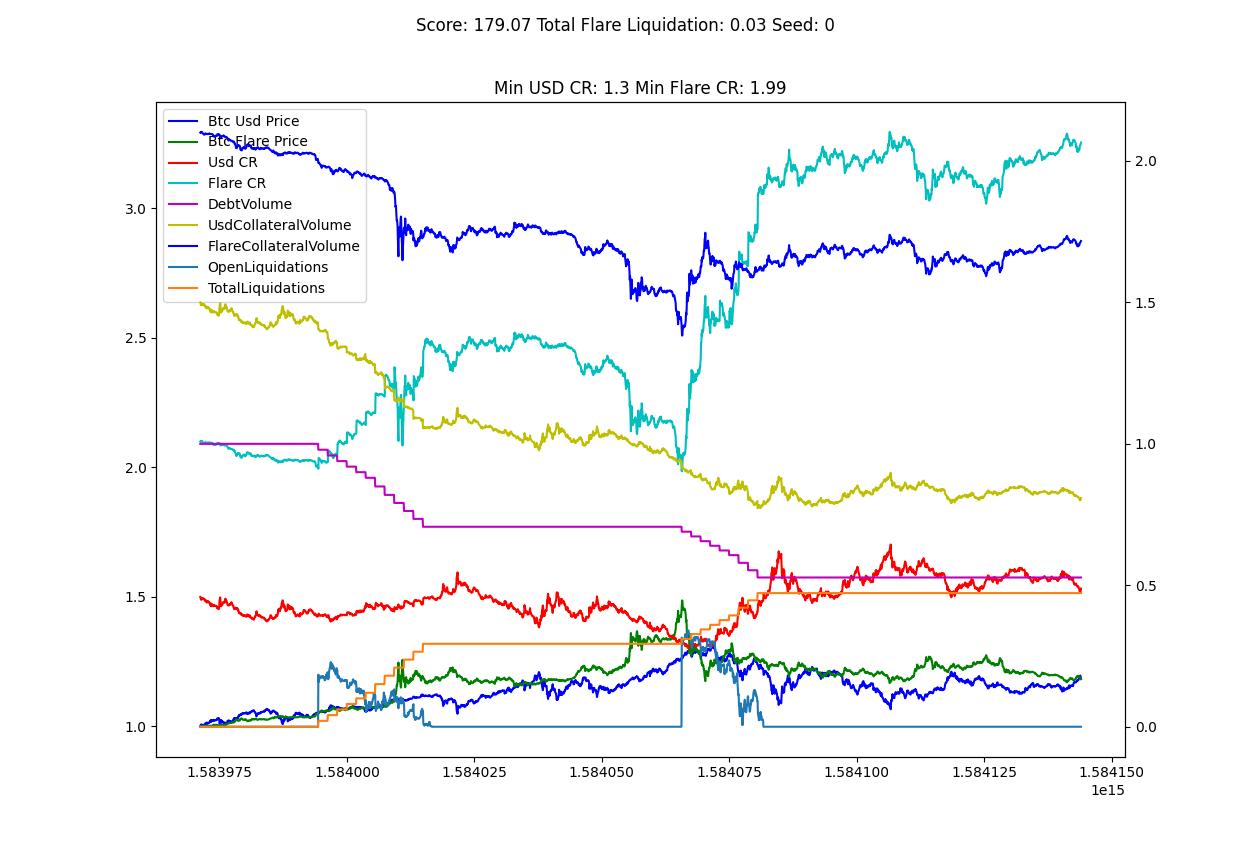 Score: 179.07 Total Flare Liquidation: 0.03 Seed: 0
Min USD CR: 1.3 Min Flare CR: 1.99
Btc Usd Price
Btc Flare Price
Usd CR
Flare CR
DebtVolume
UsdCollateralVolume
FlareCollateralVolume
OpenLiquidations
TotalLiquidations
3.0
2.5
2.0
1.5
1.0
2.0
1.5
1.0
0.5
0.0
1.583975 1.584000 1.584025 1.584050 1.584075 1.584100 1.584125 1.584150
1e15